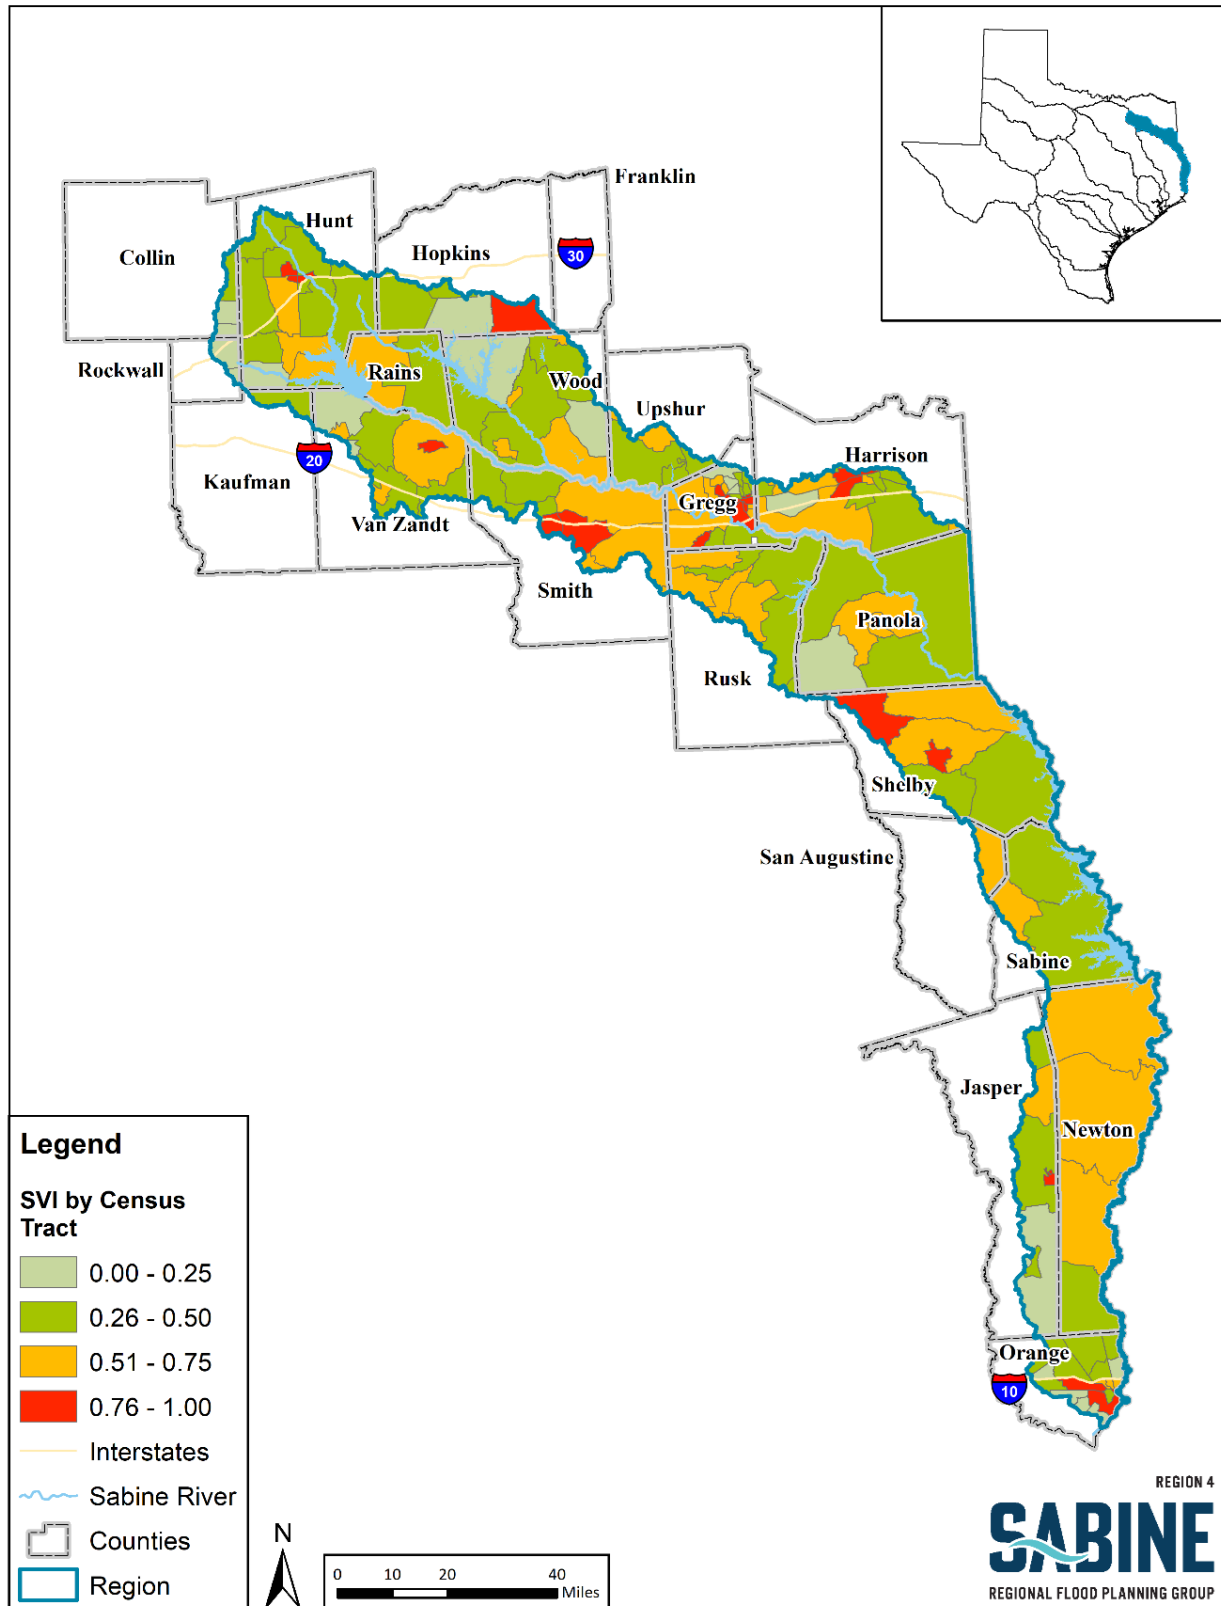 Franklin
Hunt
Collin
Hopkins
30
Rockwall
Rains
Wood
Upshur
Harrison
20
Kaufman
Gregg
Van Zandt
Smith
Panola
Rusk
Shelby
San Augustine
Sabine
Jasper
Newton
Orange
10
Legend
SVI by Census
Tract
0.00 - 0.25
0.26 - 0.50
0.51 - 0.75
0.76 - 1.00
Interstates
Sabine River
Counties
Region
N
0 10 20 40
Miles
REGION 4
SABINE
REGIONAL FLOOD PLANNING GROUP